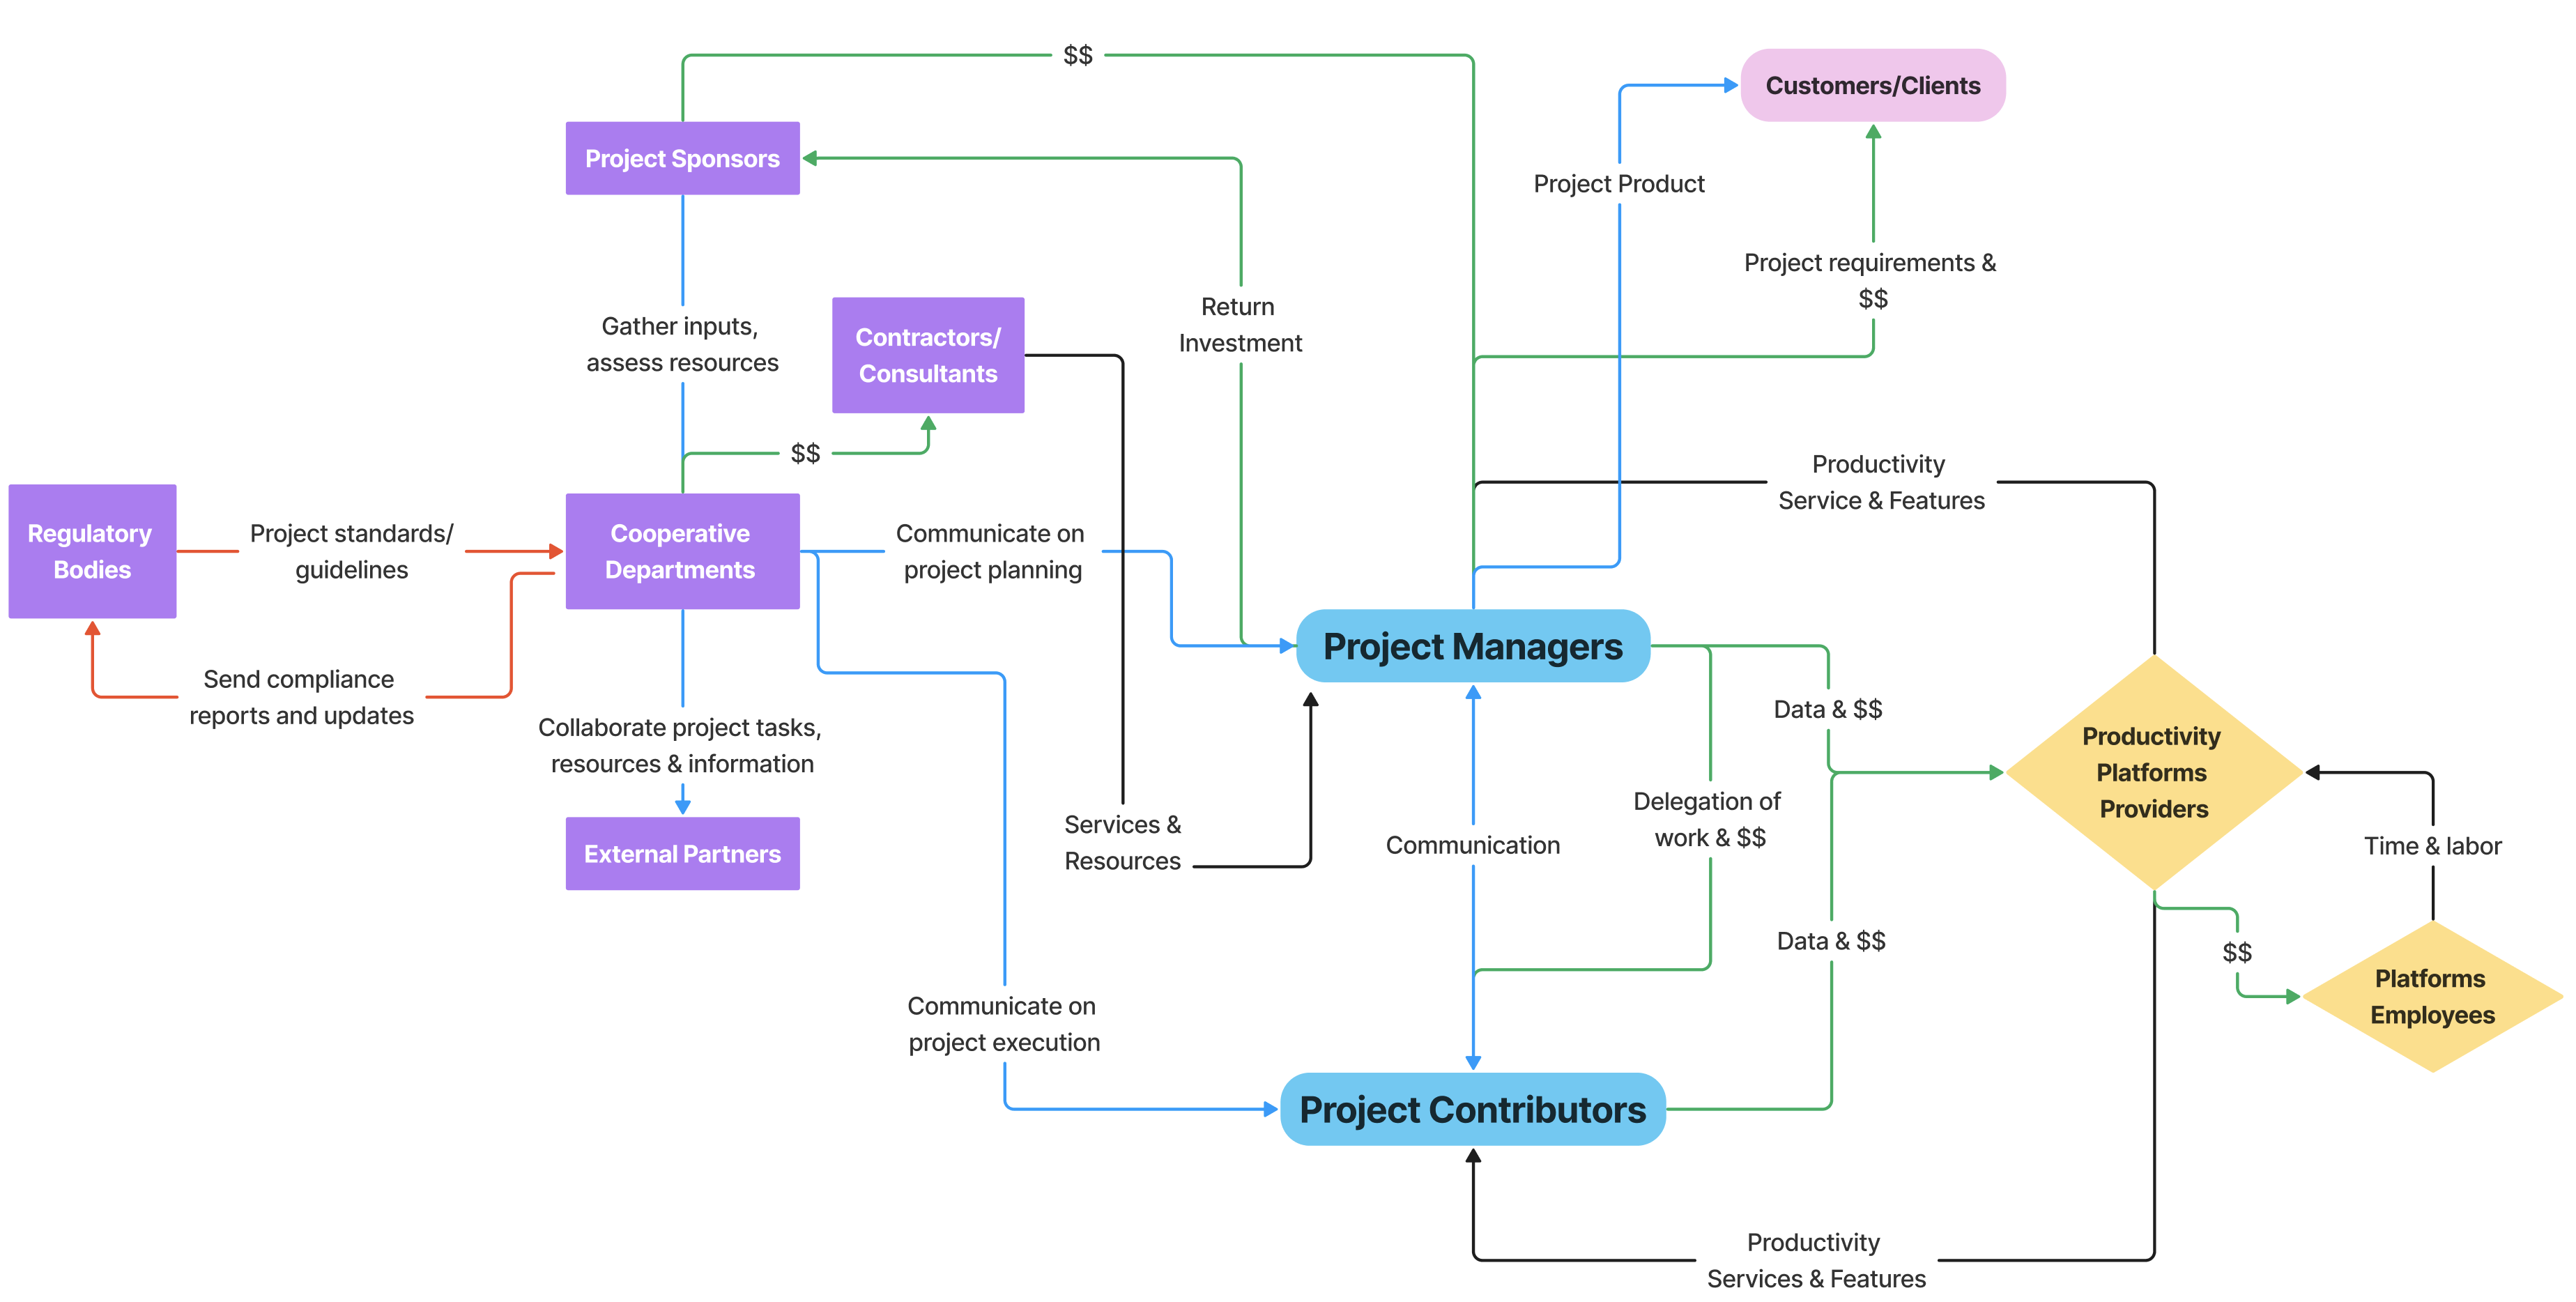 $$
Customers/Clients
Project Sponsors
Project Product
Project requirements &
$$
Return
Investment
Gather inputs,
assess resources
Contractors/
Consultants
$$
Productivity
Service & Features
Regulatory
Bodies
Project standards/
guidelines
Cooperative
Departments
Communicate on
project planning
Project Managers
Send compliance
reports and updates
Data & $$
Collaborate project tasks,
resources & information
Productivity
Platforms
Providers
Delegation of
work & $$
Services &
Resources
Communication
Time & labor
External Partners
Data & $$
$$
Platforms
Employees
Communicate on
project execution
Project Contributors
Productivity
Services & Features